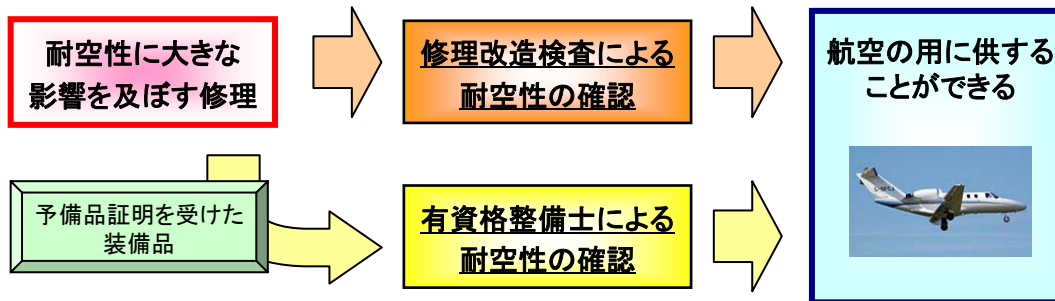 耐空性に大きな
影響を及ぼす修理
修理改造検査による
耐空性の確認
航空の用に供する
ことができる
予備品証明を受けた
装備品
有資格整備士による
耐空性の確認